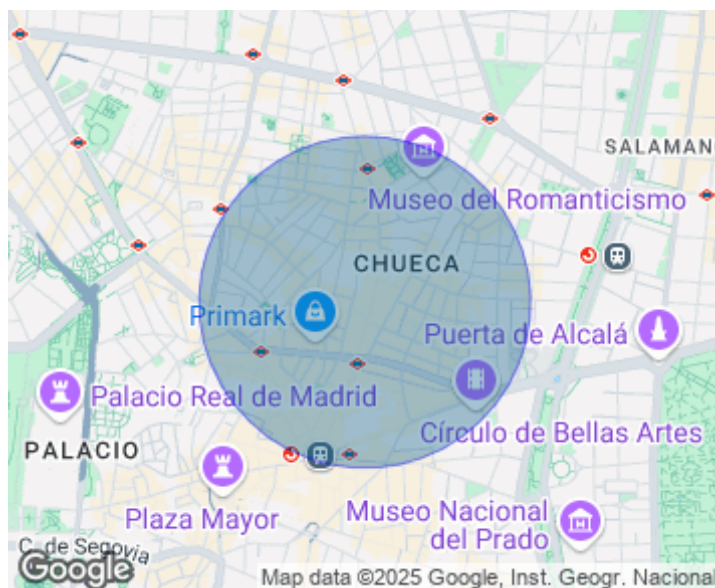 SALAMAN
Museo del Romanticismo
CHUECA
Primark
Puerta de Alcalá
Palacio Real de Madrid
Círculo de Bellas Artes
PALACIO
Plaza Mayor
Museo Nacional
del Prado
C. de Segovia
Google
Map data ©2025 Google, Inst. Geogr. Nacional